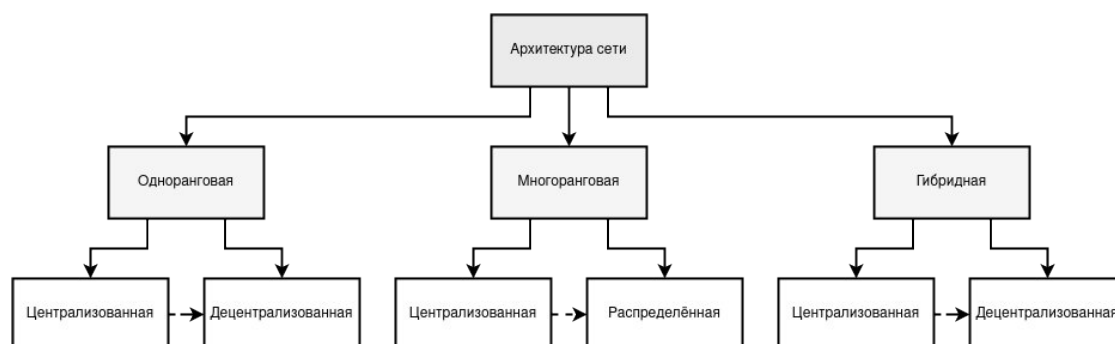 Архитектура сети
Одноранговая
Многоранговая
Гибридная
Централизованная
Децентрализованная
Централизованная
Распределённая
Централизованная
Децентрализованная